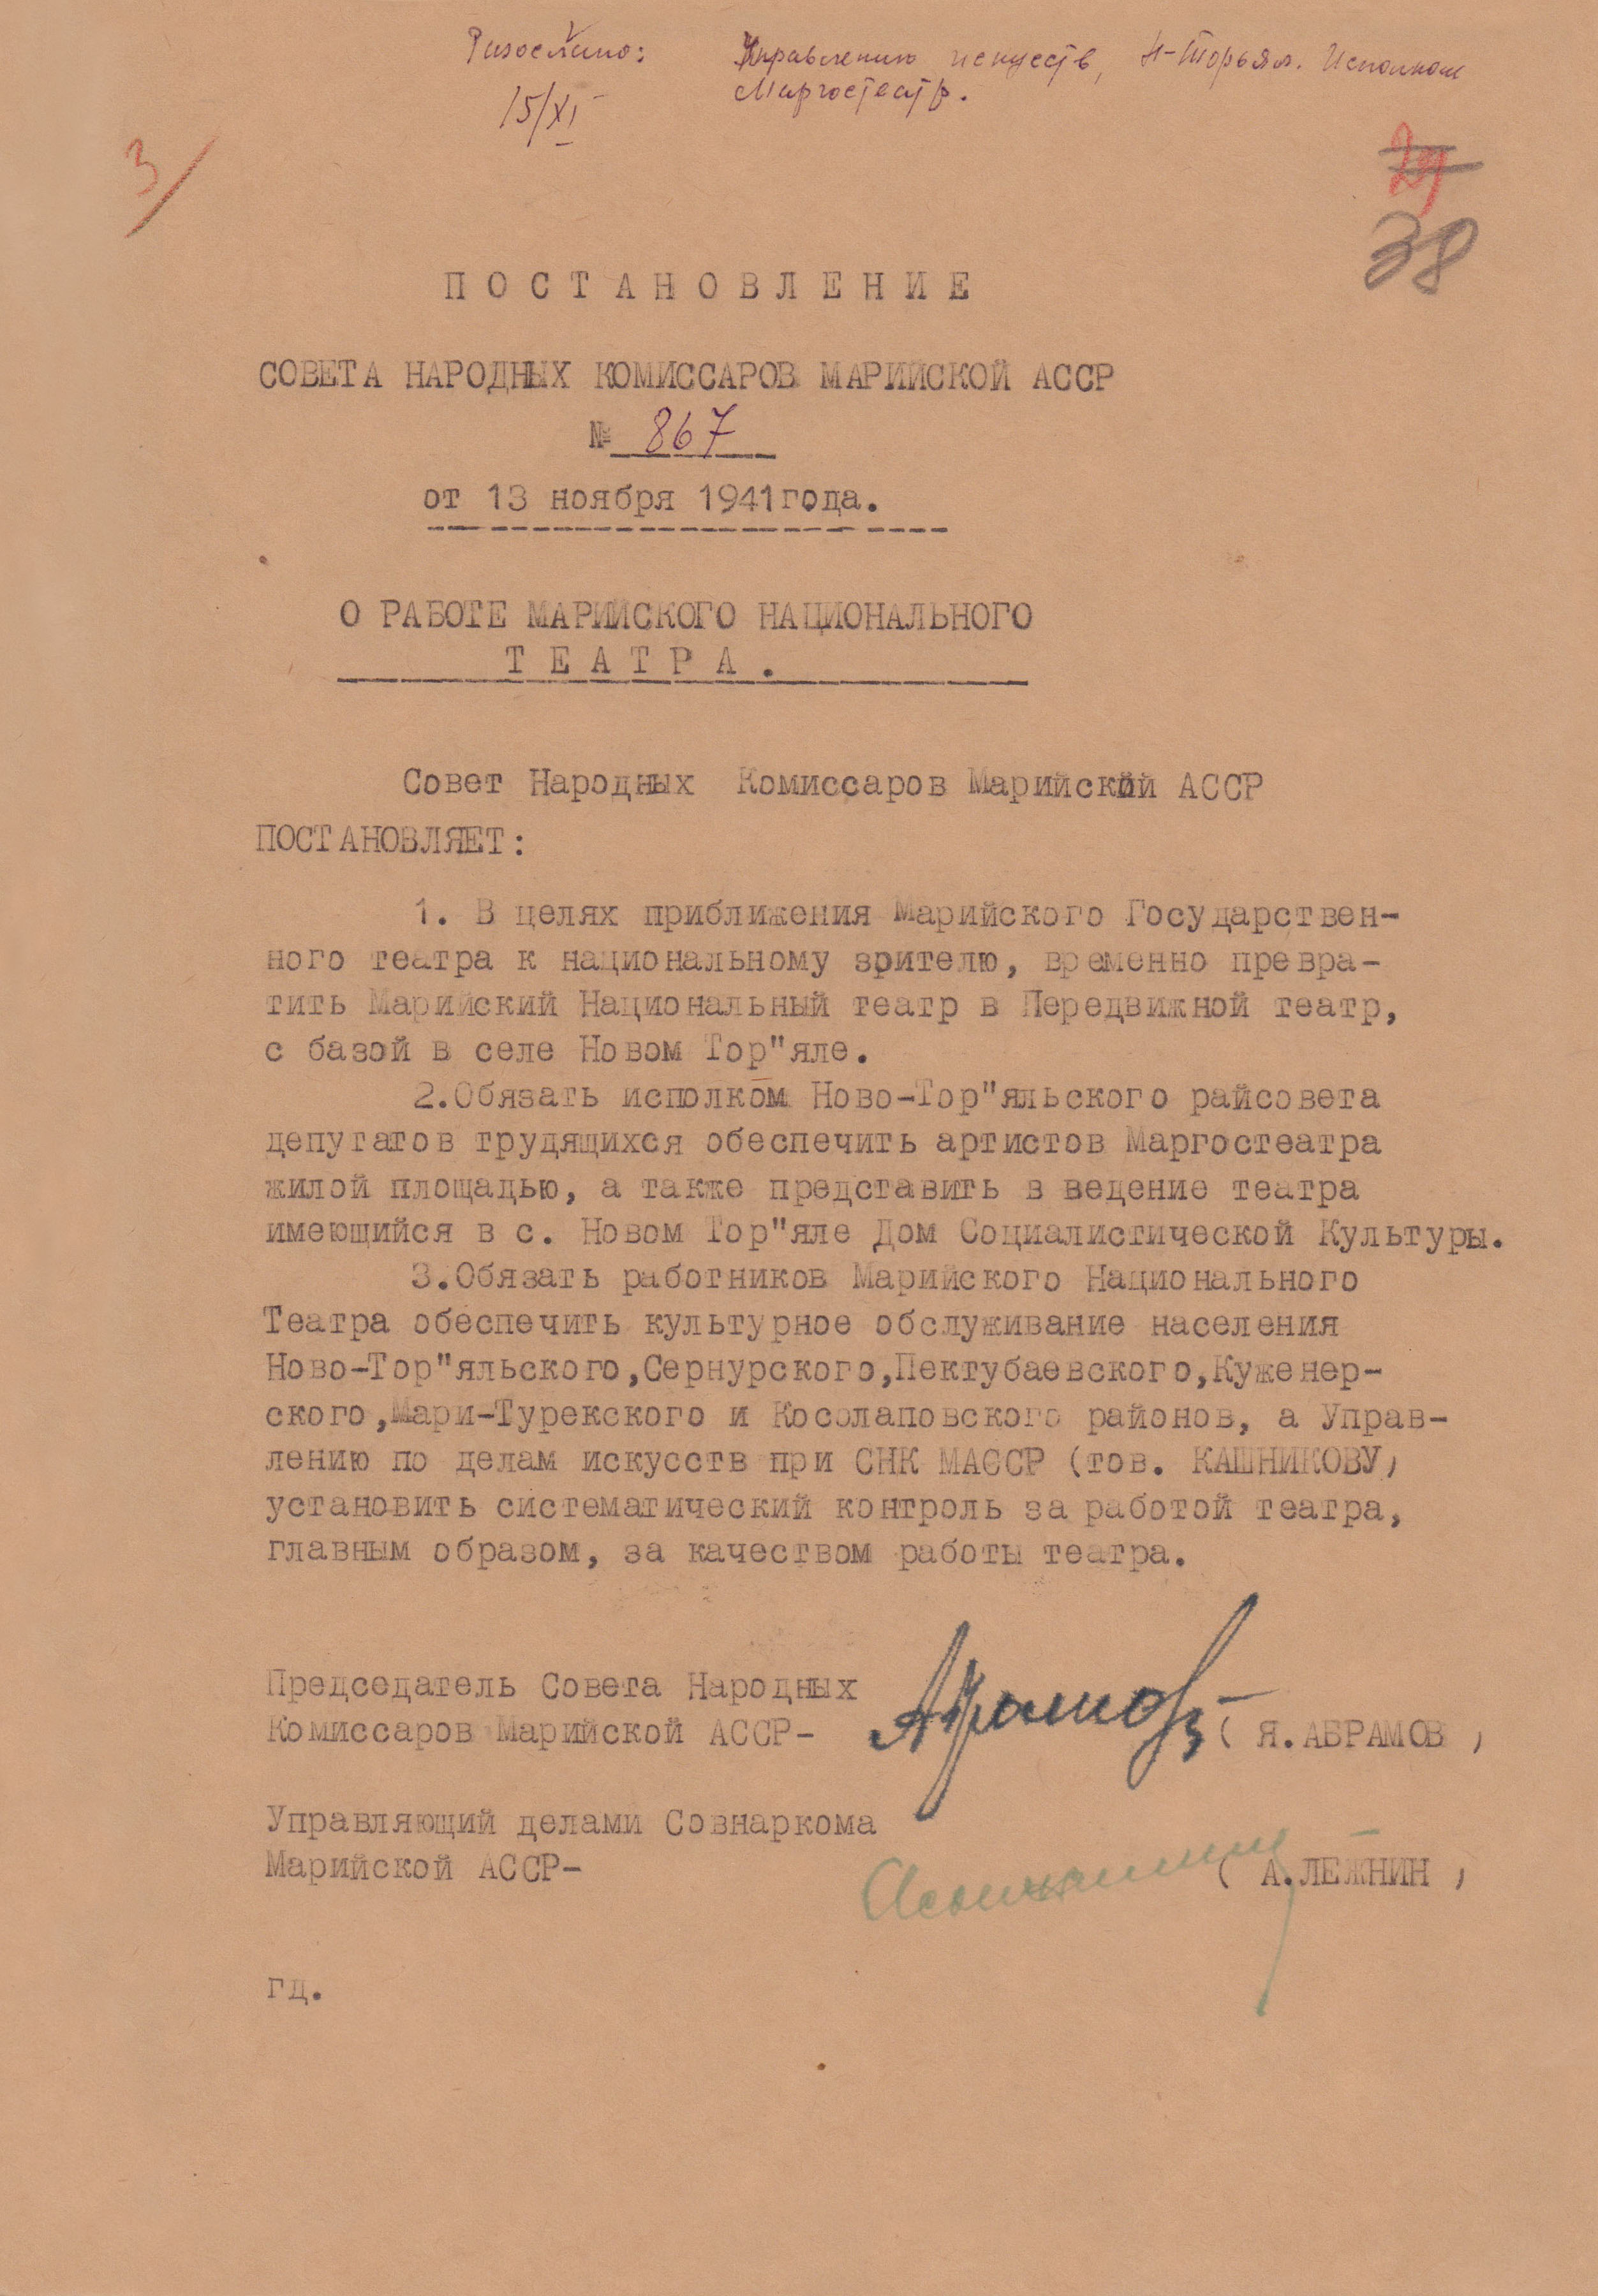 Разослано: Управлению искусств, Н-Торьял. Исполком
15/XI Маргостеатр.
3/
29
38
ПОСТАНОВЛЕНИЕ
СОВЕТА НАРОДНЫХ КОМИССАРОВ МАРИЙСКОЙ АССР
№ 867
от 13 ноября 1941года.
О РАБОТЕ МАРИЙСКОГО НАЦИОНАЛЬНОГО
ТЕАТРА.
Совет Народных Комиссаров Марийской АССР
ПОСТАНОВЛЯЕТ:
1. В целях приближения Марийского Государствен-
ного театра к национальному зрителю, временно превра-
тить Марийский Национальный театр в Передвижной театр,
с базой в селе Новом Тор"яле.
2.Обязать исполком Ново-Тор"яльского райсовета
депутатов трудящихся обеспечить артистов Маргостеатра
жилой площадью, а также представить в ведение театра
имеющийся в с. Новом Тор"яле Дом Социалистической Культуры.
3.Обязать работников Марийского Национального
Театра обеспечить культурное обслуживание населения
Ново-Тор"яльского,Сернурского,Пектубаевского,Куженер-
ского,Мари-Турекского и Косолаповского районов, а Управ-
лению по делам искусств при СНК МАССР (тов. КАШНИКОВУ)
установить систематический контроль за работой театра,
главным образом, за качеством работы театра.
Председатель Совета Народных
Комиссаров Марийской АССР- Абрамов ( Я.АБРАМОВ )
Управляющий делами Совнаркома
Марийской АССР- ( А.ЛЕЖНИН )
гд.